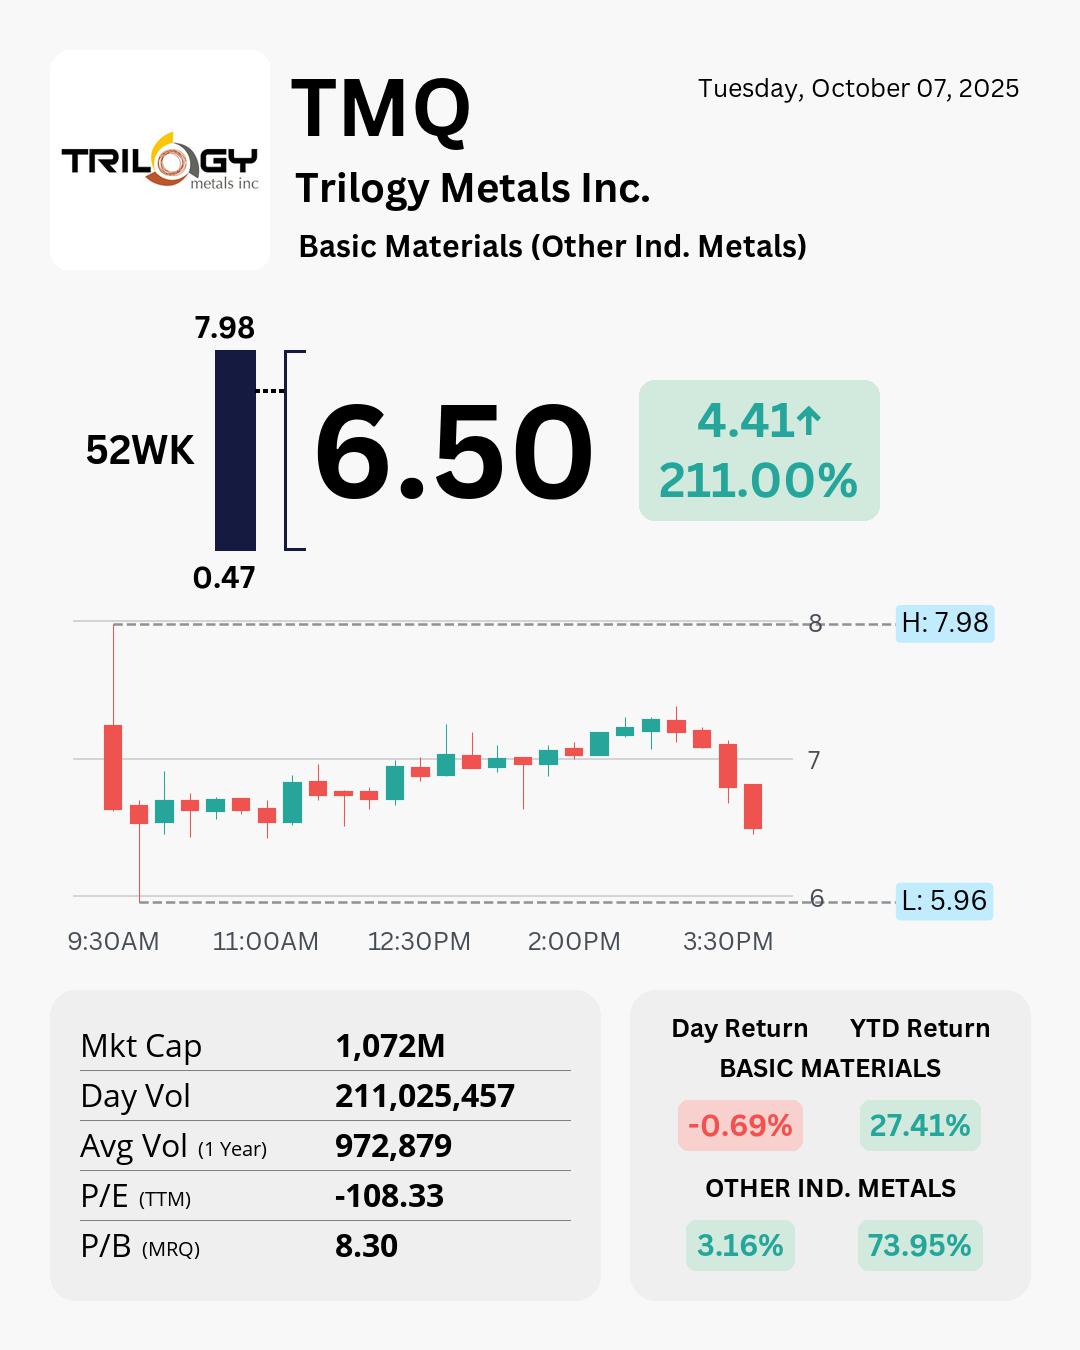 TRILOGY
metals inc
TMQ
Tuesday, October 07, 2025
Trilogy Metals Inc.
Basic Materials (Other Ind. Metals)
7.98
52WK
0.47
6.50
4.41↑
211.00%
8
H: 7.98
7
6
L: 5.96
9:30AM 11:00AM 12:30PM 2:00PM 3:30PM
Mkt Cap 1,072M
Day Vol 211,025,457
Avg Vol (1 Year) 972,879
P/E (TTM) -108.33
P/B (MRQ) 8.30
Day Return YTD Return
BASIC MATERIALS
-0.69% 27.41%
OTHER IND. METALS
3.16% 73.95%